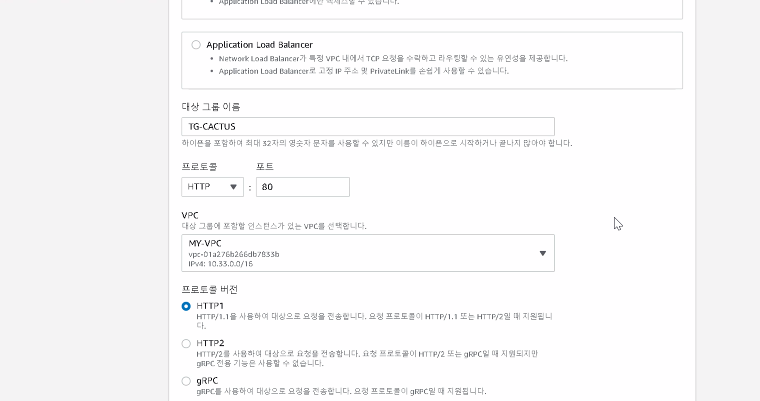 • Application Load Balancer에만 액세스할 수 있습니다.
Application Load Balancer
• Network Load Balancer가 특정 VPC 내에서 TCP 요청을 수락하고 라우팅할 수 있는 유연성을 제공합니다.
• Application Load Balancer로 고정 IP 주소 및 PrivateLink를 손쉽게 사용할 수 있습니다.
대상 그룹 이름
TG-CACTUS
하이픈을 포함하여 최대 32자의 영숫자 문자를 사용할 수 있지만 이름이 하이픈으로 시작하거나 끝나지 않아야 합니다.
프로토콜 포트
HTTP : 80
VPC
대상 그룹에 포함할 인스턴스가 있는 VPC를 선택합니다.
MY-VPC
vpc-01a276b266db7833b
IPv4: 10.33.0.0/16
프로토콜 버전
HTTP1
HTTP/1.1을 사용하여 대상으로 요청을 전송합니다. 요청 프로토콜이 HTTP/1.1 또는 HTTP/2일 때 지원됩니
다.
HTTP2
HTTP/2를 사용하여 대상으로 요청을 전송합니다. 요청 프로토콜이 HTTP/2 또는 gRPC일 때 지원되지만
gRPC 전용 기능은 사용할 수 없습니다.
gRPC
gRPC를 사용하여 대상으로 요청을 전송합니다. 요청 프로토콜이 gRPC일 때 지원됩니다.